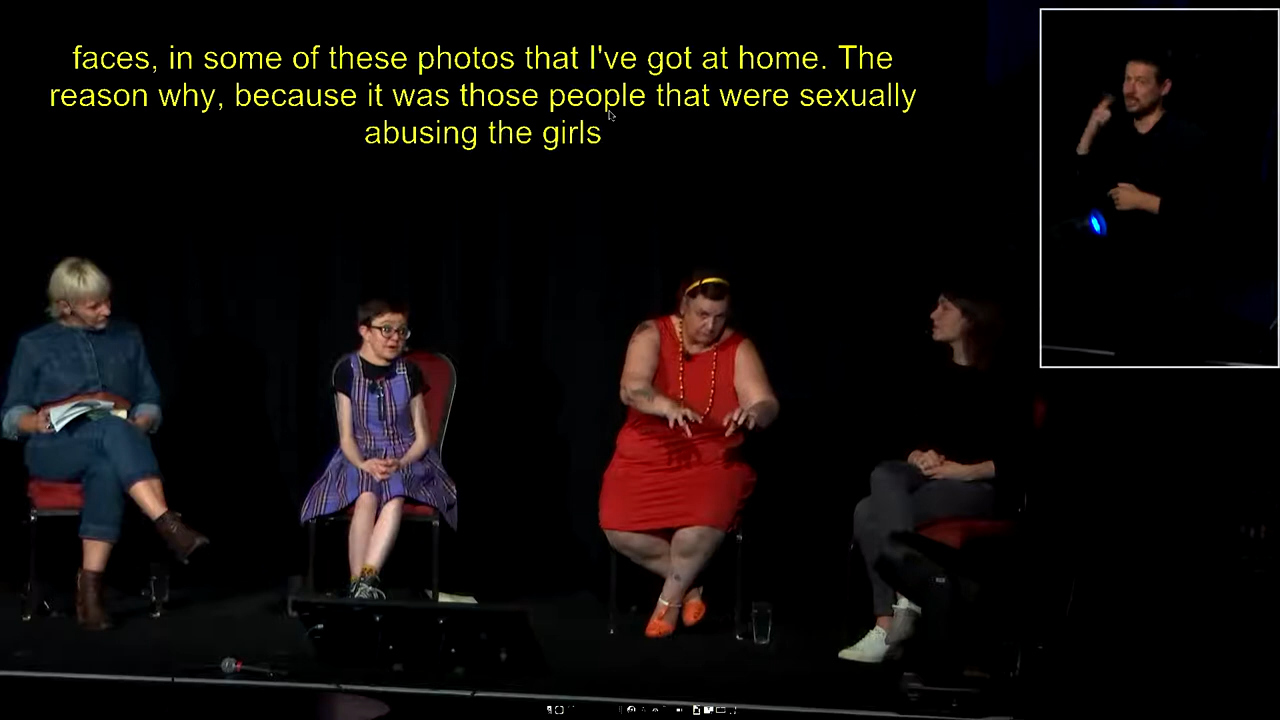 faces, in some of these photos that I've got at home. The
reason why, because it was those people that were sexually
abusing the girls